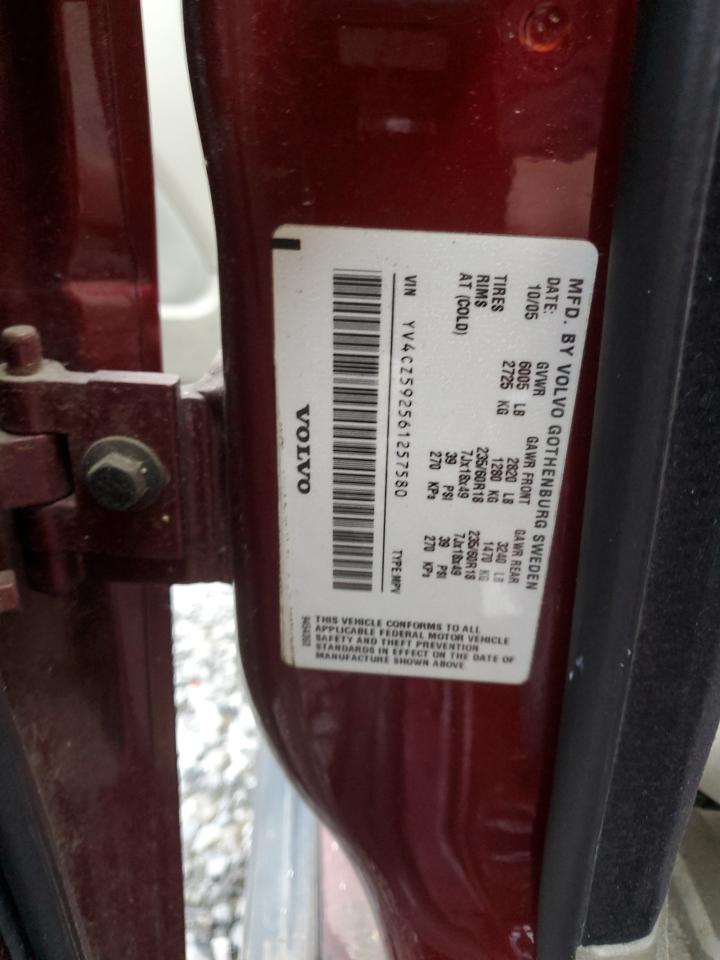 MFD. BY VOLVO GOTHENBURG SWEDEN
DATE: GVWR GAWR FRONT GAWR REAR
10/05 6005 LB 2820 LB 3240 LB
2725 KG 1280 KG 1470 KG
TIRES 235/60R18 235/60R18
RIMS 7Jx18x49 7Jx18x49
AT (COLD) 39 PSI 39 PSI
270 KPa 270 KPa
VIN YV4CZ592561257580 TYPE:MPV
VOLVO
THIS VEHICLE CONFORMS TO ALL
APPLICABLE FEDERAL MOTOR VEHICLE
SAFETY AND THEFT PREVENTION
STANDARDS IN EFFECT ON THE DATE OF
MANUFACTURE SHOWN ABOVE.